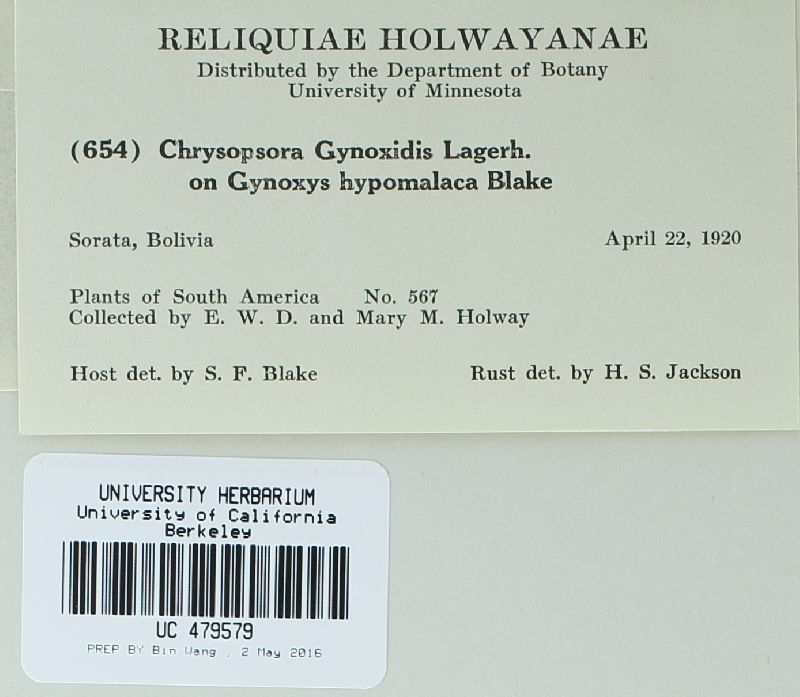 RELIQUIAE HOLWAYANAE
Distributed by the Department of Botany
University of Minnesota
(654) Chrysopsora Gynoxidis Lagerh.
on Gynoxys hypomalaca Blake
Sorata, Bolivia April 22, 1920
Plants of South America No. 567
Collected by E. W. D. and Mary M. Holway
Host det. by S. F. Blake Rust det. by H. S. Jackson
UNIVERSITY HERBARIUM
University of California
Berkeley
UC 479579
PREP BY Bin Wang , 2 May 2016